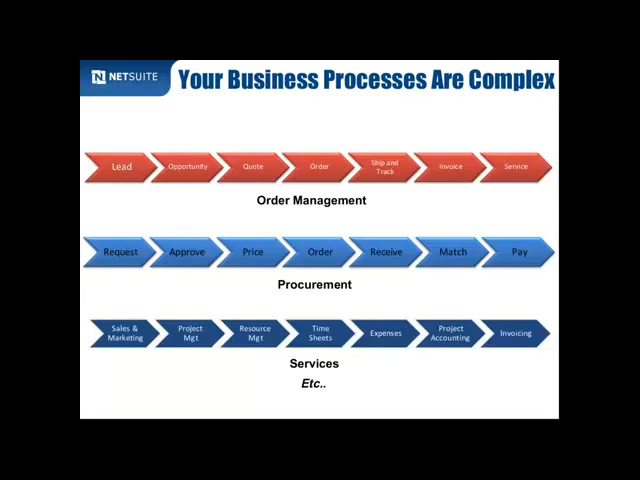 NETSUITE
Your Business Processes Are Complex
Lead Opportunity Quote Order Ship and Track Invoice Service
Order Management
Request Approve Price Order Receive Match Pay
Procurement
Sales & Marketing Project Mgt Resource Mgt Time Sheets Expenses Project Accounting Invoicing
Services
Etc..